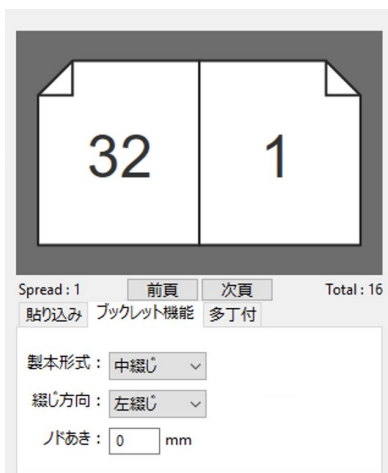 32 1
Spread : 1 前頁 次頁 Total : 16
貼り込み ブックレット機能 多丁付
製本形式： 中綴じ
綴じ方向： 左綴じ
ノドあき： 0 mm